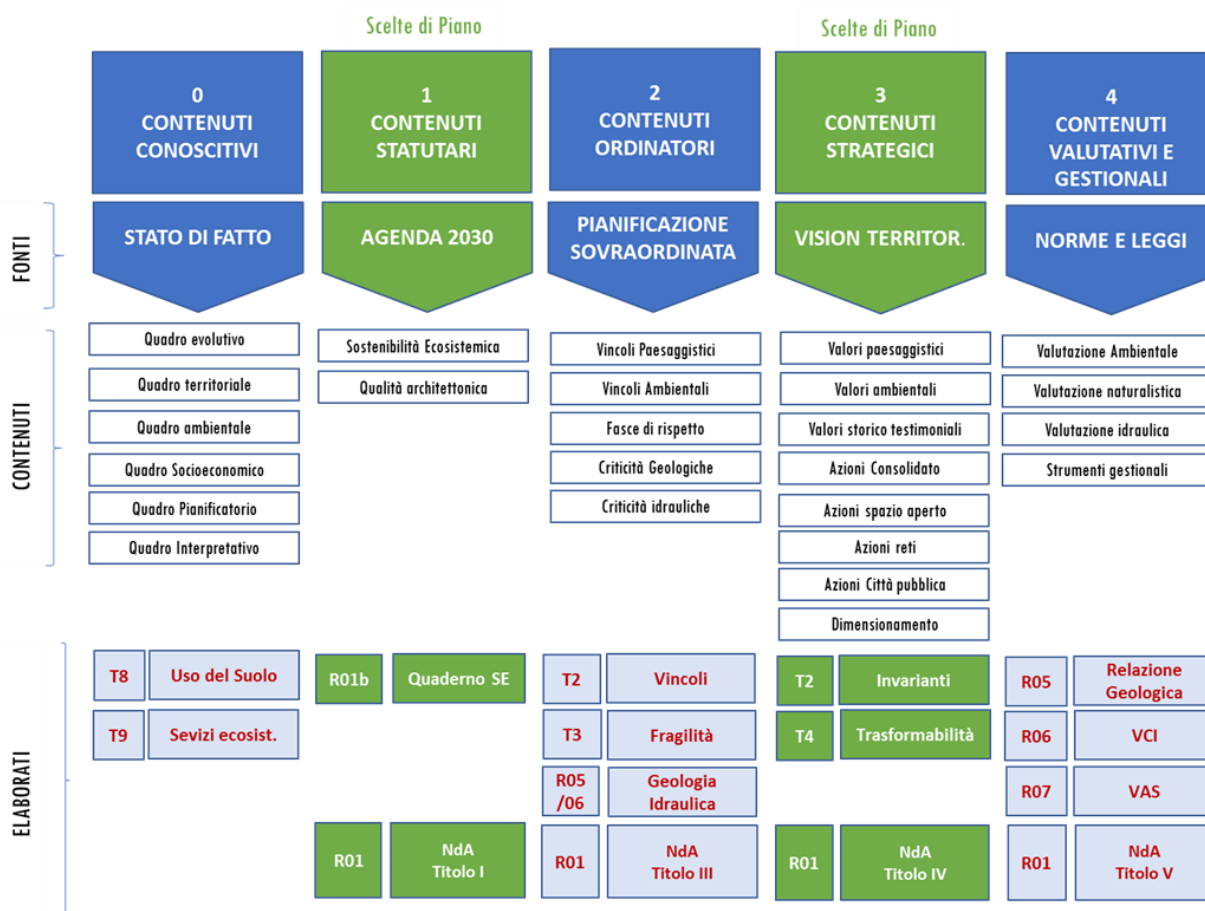 Scelte di Piano
Scelte di Piano
0
CONTENUTI
CONOSCITIVI
1
CONTENUTI
STATUTARI
2
CONTENUTI
ORDINATORI
3
CONTENUTI
STRATEGICI
4
CONTENUTI
VALUTATIVI E
GESTIONALI
FONTI
STATO DI FATTO
AGENDA 2030
PIANIFICAZIONE
SOVRAORDINATA
VISION TERRITOR.
NORME E LEGGI
CONTENUTI
Quadro evolutivo
Quadro territoriale
Quadro ambientale
Quadro Socioeconomico
Quadro Pianificatorio
Quadro Interpretativo
Sostenibilità Ecosistemica
Qualità architettonica
Vincoli Paesaggistici
Vincoli Ambientali
Fasce di rispetto
Criticità Geologiche
Criticità idrauliche
Valori paesaggistici
Valori ambientali
Valori storico testimoniali
Azioni Consolidato
Azioni spazio aperto
Azioni reti
Azioni Città pubblica
Dimensionamento
Valutazione Ambientale
Valutazione naturalistica
Valutazione idraulica
Strumenti gestionali
ELABORATI
T8
Uso del Suolo
T9
Sevizi ecosist.
R01b
Quaderno SE
R01
NdA
Titolo I
T2
Vincoli
T3
Fragilità
R05
/06
Geologia
Idraulica
R01
NdA
Titolo III
T2
Invarianti
T4
Trasformabilità
R01
NdA
Titolo IV
R05
Relazione
Geologica
R06
VCI
R07
VAS
R01
NdA
Titolo V